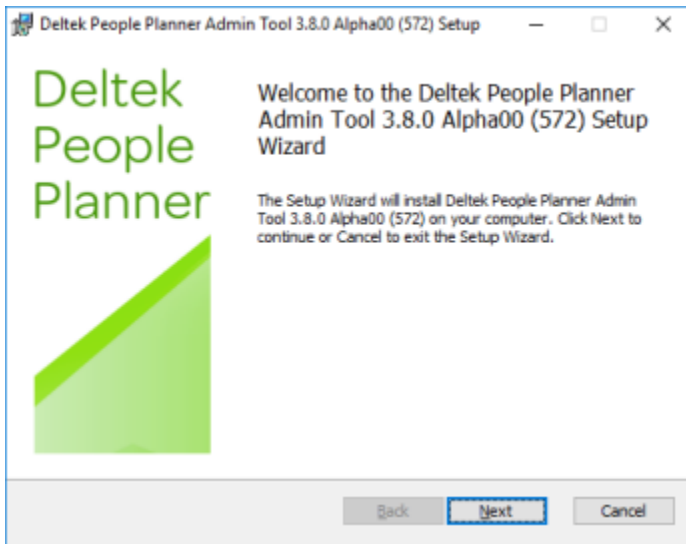 Deltek People Planner Admin Tool 3.8.0 Alpha00 (572) Setup
Deltek
People
Planner
Welcome to the Deltek People Planner
Admin Tool 3.8.0 Alpha00 (572) Setup
Wizard
The Setup Wizard will install Deltek People Planner Admin
Tool 3.8.0 Alpha00 (572) on your computer. Click Next to
continue or Cancel to exit the Setup Wizard.
Back Next Cancel